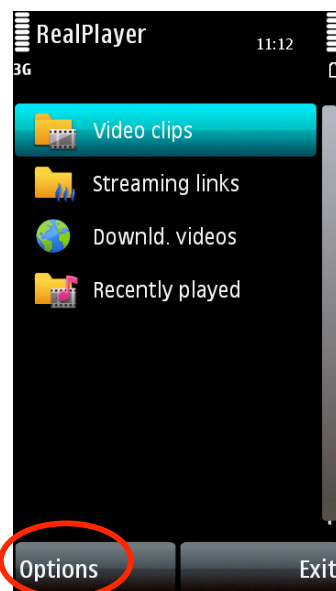 RealPlayer
11:12
3G
Video clips
Streaming links
Downld. videos
Recently played
Options
Exit